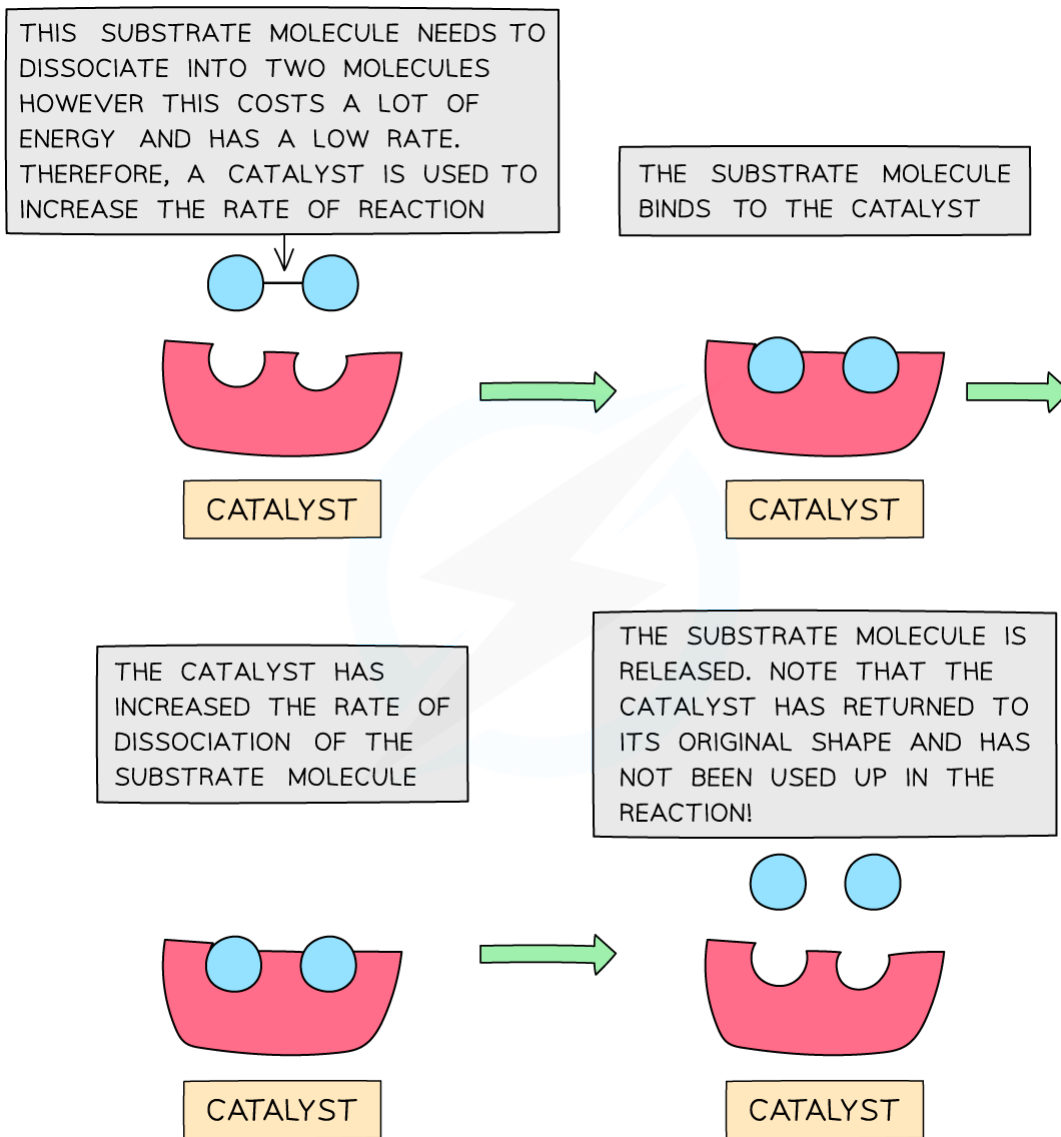 THIS SUBSTRATE MOLECULE NEEDS TO
DISSOCIATE INTO TWO MOLECULES
HOWEVER THIS COSTS A LOT OF
ENERGY AND HAS A LOW RATE.
THEREFORE, A CATALYST IS USED TO
INCREASE THE RATE OF REACTION
THE SUBSTRATE MOLECULE
BINDS TO THE CATALYST
CATALYST
CATALYST
THE CATALYST HAS
INCREASED THE RATE OF
DISSOCIATION OF THE
SUBSTRATE MOLECULE
THE SUBSTRATE MOLECULE IS
RELEASED. NOTE THAT THE
CATALYST HAS RETURNED TO
ITS ORIGINAL SHAPE AND HAS
NOT BEEN USED UP IN THE
REACTION!
CATALYST
CATALYST